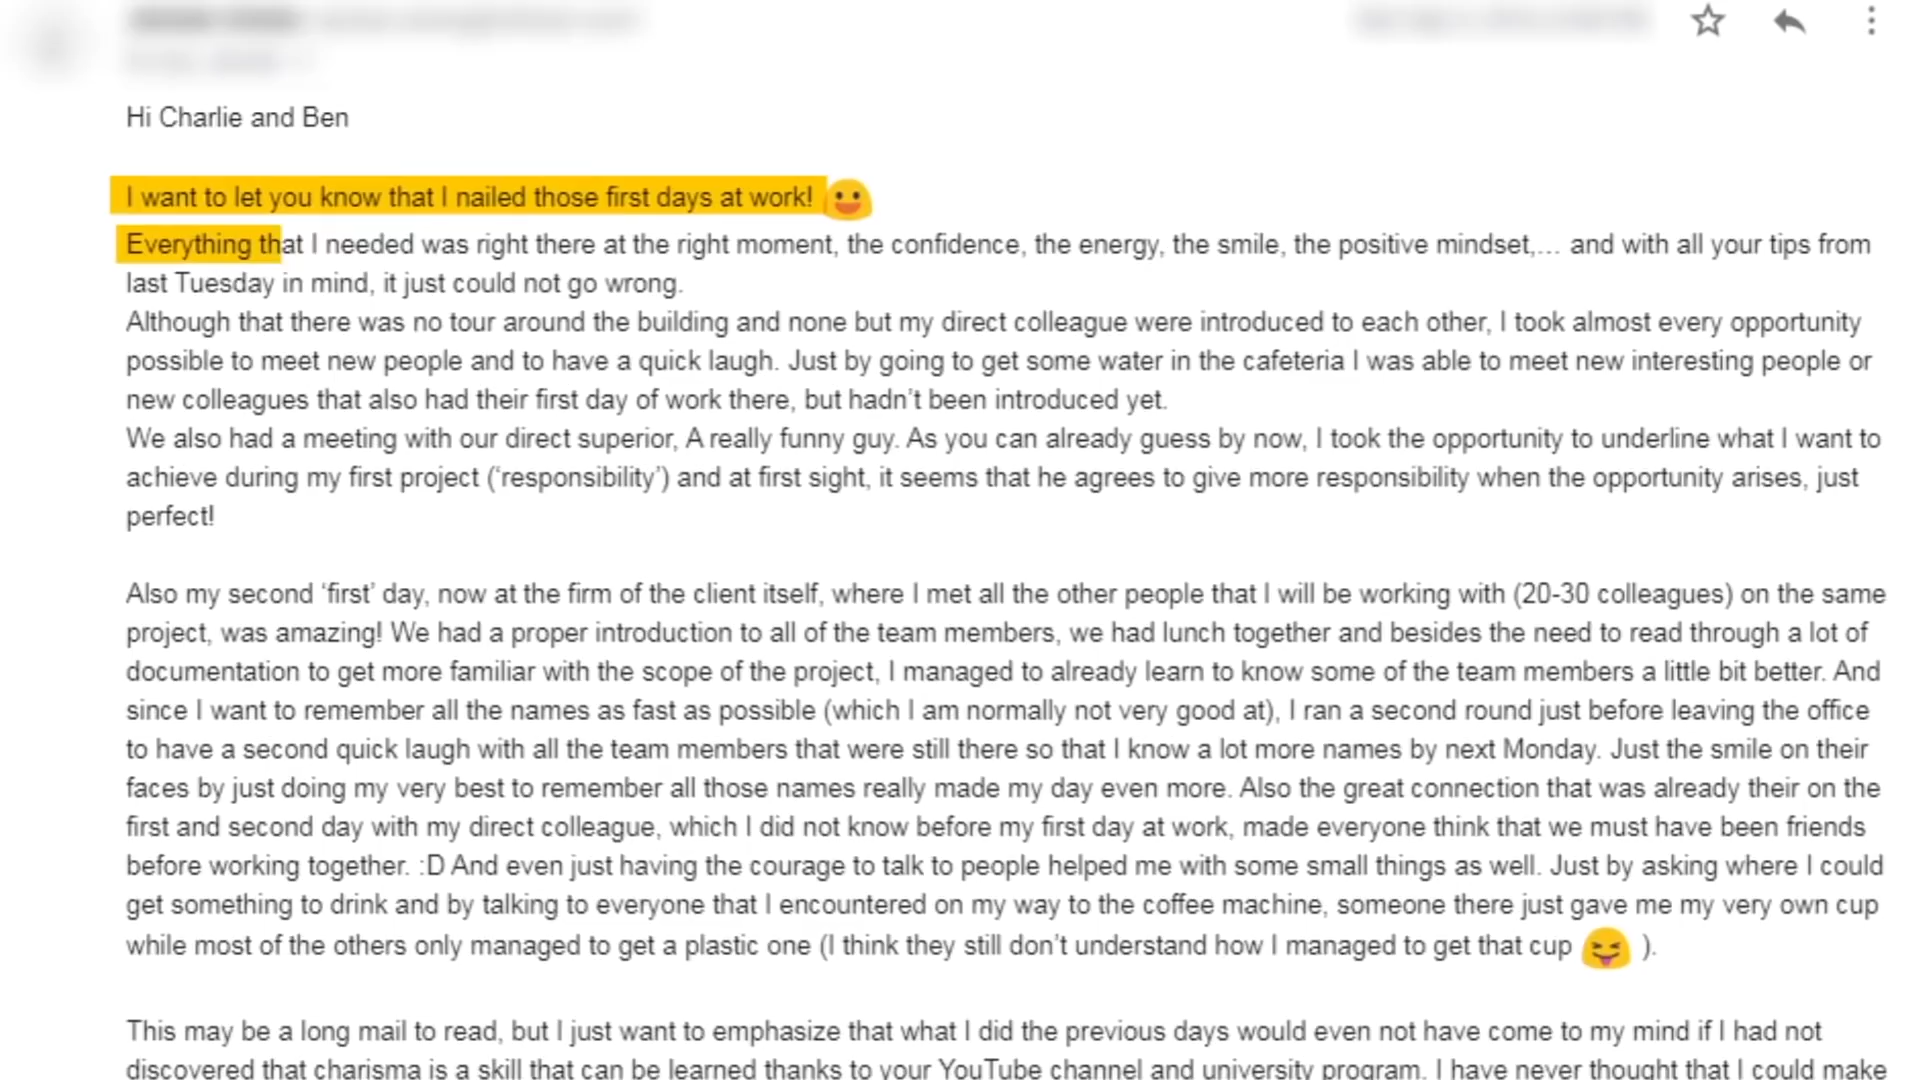 Hi Charlie and Ben
I want to let you know that I nailed those first days at work! 😀
Everything that I needed was right there at the right moment, the confidence, the energy, the smile, the positive mindset,… and with all your tips from
last Tuesday in mind, it just could not go wrong.
Although that there was no tour around the building and none but my direct colleague were introduced to each other, I took almost every opportunity
possible to meet new people and to have a quick laugh. Just by going to get some water in the cafeteria I was able to meet new interesting people or
new colleagues that also had their first day of work there, but hadn’t been introduced yet.
We also had a meeting with our direct superior, A really funny guy. As you can already guess by now, I took the opportunity to underline what I want to
achieve during my first project (‘responsibility’) and at first sight, it seems that he agrees to give more responsibility when the opportunity arises, just
perfect!
Also my second ‘first’ day, now at the firm of the client itself, where I met all the other people that I will be working with (20-30 colleagues) on the same
project, was amazing! We had a proper introduction to all of the team members, we had lunch together and besides the need to read through a lot of
documentation to get more familiar with the scope of the project, I managed to already learn to know some of the team members a little bit better. And
since I want to remember all the names as fast as possible (which I am normally not very good at), I ran a second round just before leaving the office
to have a second quick laugh with all the team members that were still there so that I know a lot more names by next Monday. Just the smile on their
faces by just doing my very best to remember all those names really made my day even more. Also the great connection that was already their on the
first and second day with my direct colleague, which I did not know before my first day at work, made everyone think that we must have been friends
before working together. :D And even just having the courage to talk to people helped me with some small things as well. Just by asking where I could
get something to drink and by talking to everyone that I encountered on my way to the coffee machine, someone there just gave me my very own cup
while most of the others only managed to get a plastic one (I think they still don’t understand how I managed to get that cup 😝 ).
This may be a long mail to read, but I just want to emphasize that what I did the previous days would even not have come to my mind if I had not
discovered that charisma is a skill that can be learned thanks to your YouTube channel and university program. I have never thought that I could make